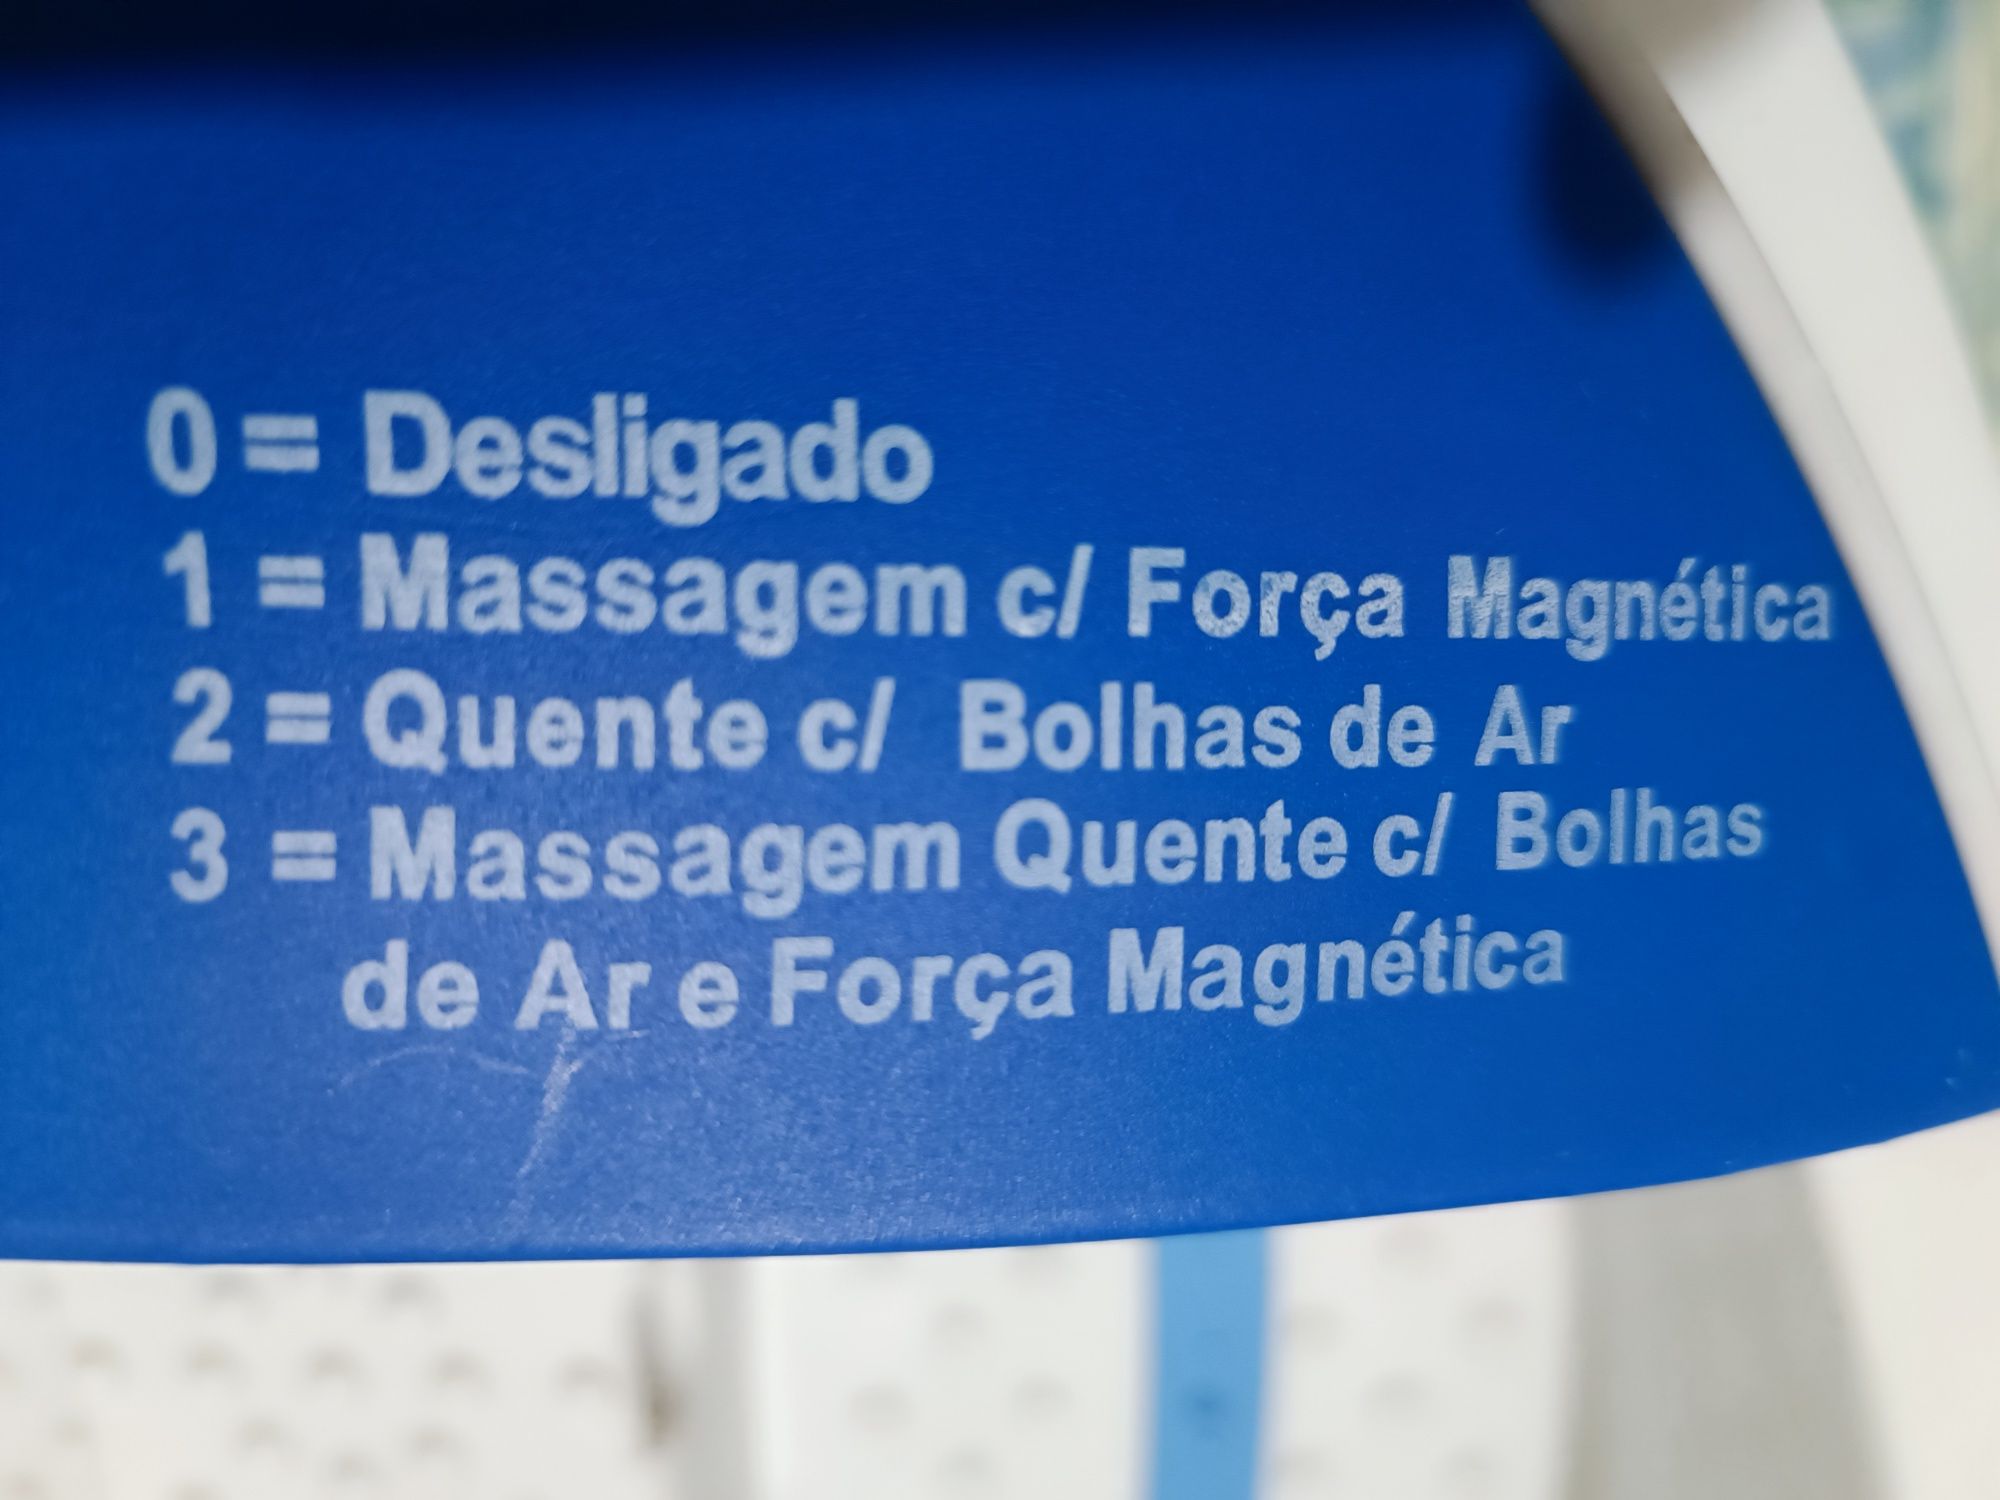 0 = Desligado
1 = Massagem c/ Força Magnética
2 = Quente c/ Bolhas de Ar
3 = Massagem Quente c/ Bolhas
de Ar e Força Magnética